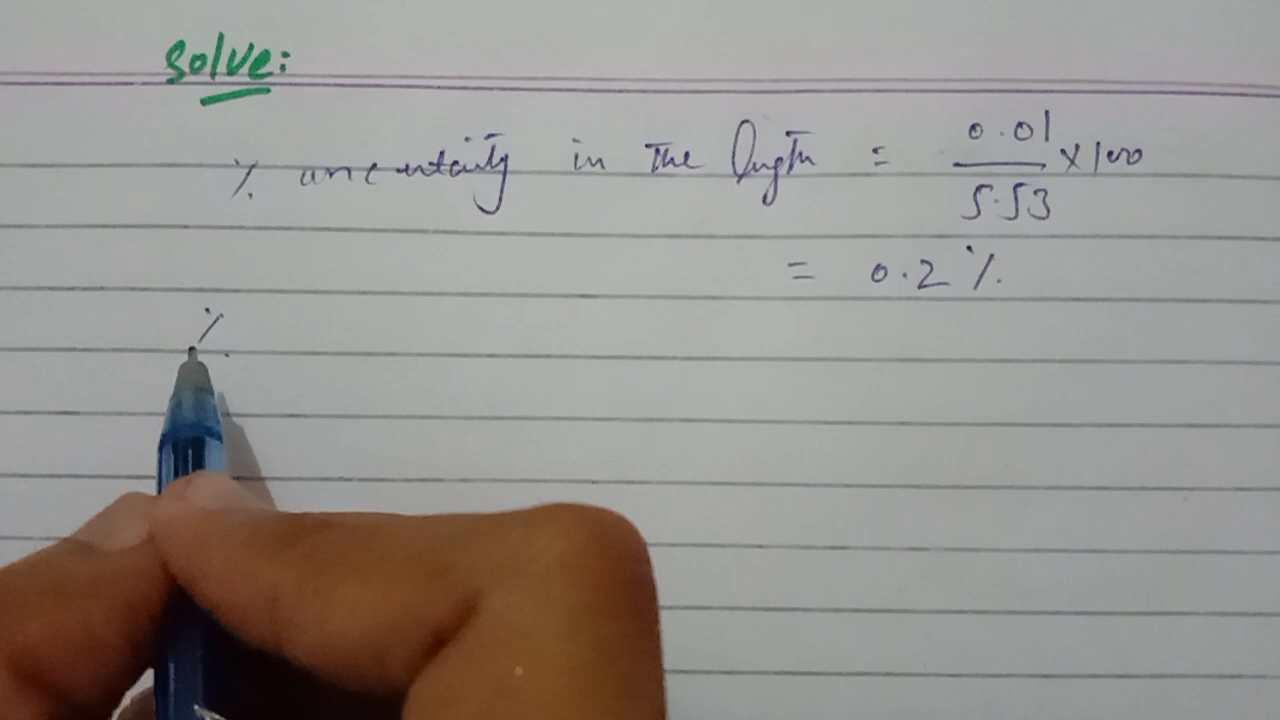 Solve:
% uncertainty in the length = 0.01/5.53 × 100
= 0.2 %
%